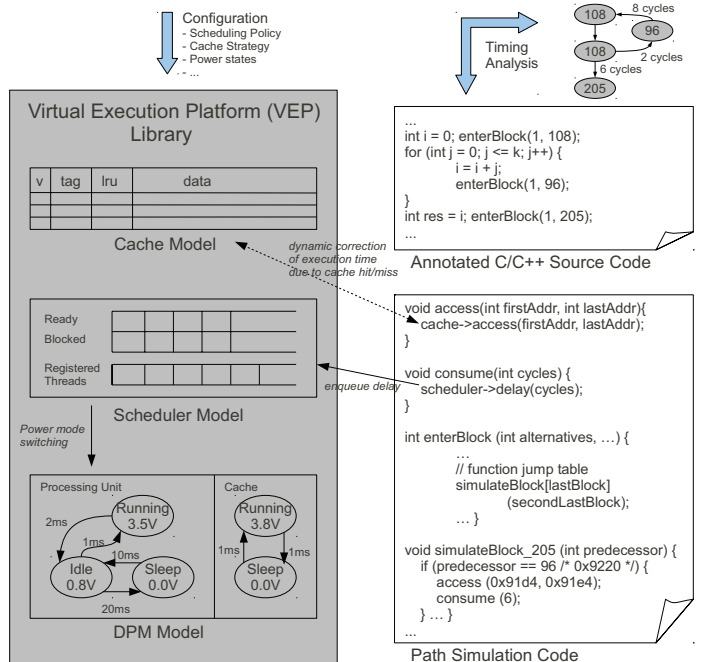 Configuration
- Scheduling Policy
- Cache Strategy
- Power states
- ...
Virtual Execution Platform (VEP)
Library
v tag lru data
Cache Model
Ready
Blocked
Registered
Threads
Scheduler Model
Power mode
switching
Processing Unit
Running
3.5V
2ms
1ms
10ms
Idle
0.8V
Sleep
0.0V
20ms
Cache
Running
3.8V
1ms
1ms
Sleep
0.0V
DPM Model
dynamic correction
of execution time
due to cache hit/miss
enqueue delay
Timing
Analysis
108
8 cycles
96
108
2 cycles
6 cycles
205
...
int i = 0; enterBlock(1, 108);
for (int j = 0; j <= k; j++) {
i = i + j;
enterBlock(1, 96);
}
int res = i; enterBlock(1, 205);
...
Annotated C/C++ Source Code
void access(int firstAddr, int lastAddr){
cache->access(firstAddr, lastAddr);
}
void consume(int cycles) {
scheduler->delay(cycles);
}
int enterBlock (int alternatives, …) {
…
// function jump table
simulateBlock[lastBlock]
(secondLastBlock);
… }
void simulateBlock_205 (int predecessor) {
if (predecessor == 96 /* 0x9220 */) {
access (0x91d4, 0x91e4);
consume (6);
} … }
...
Path Simulation Code